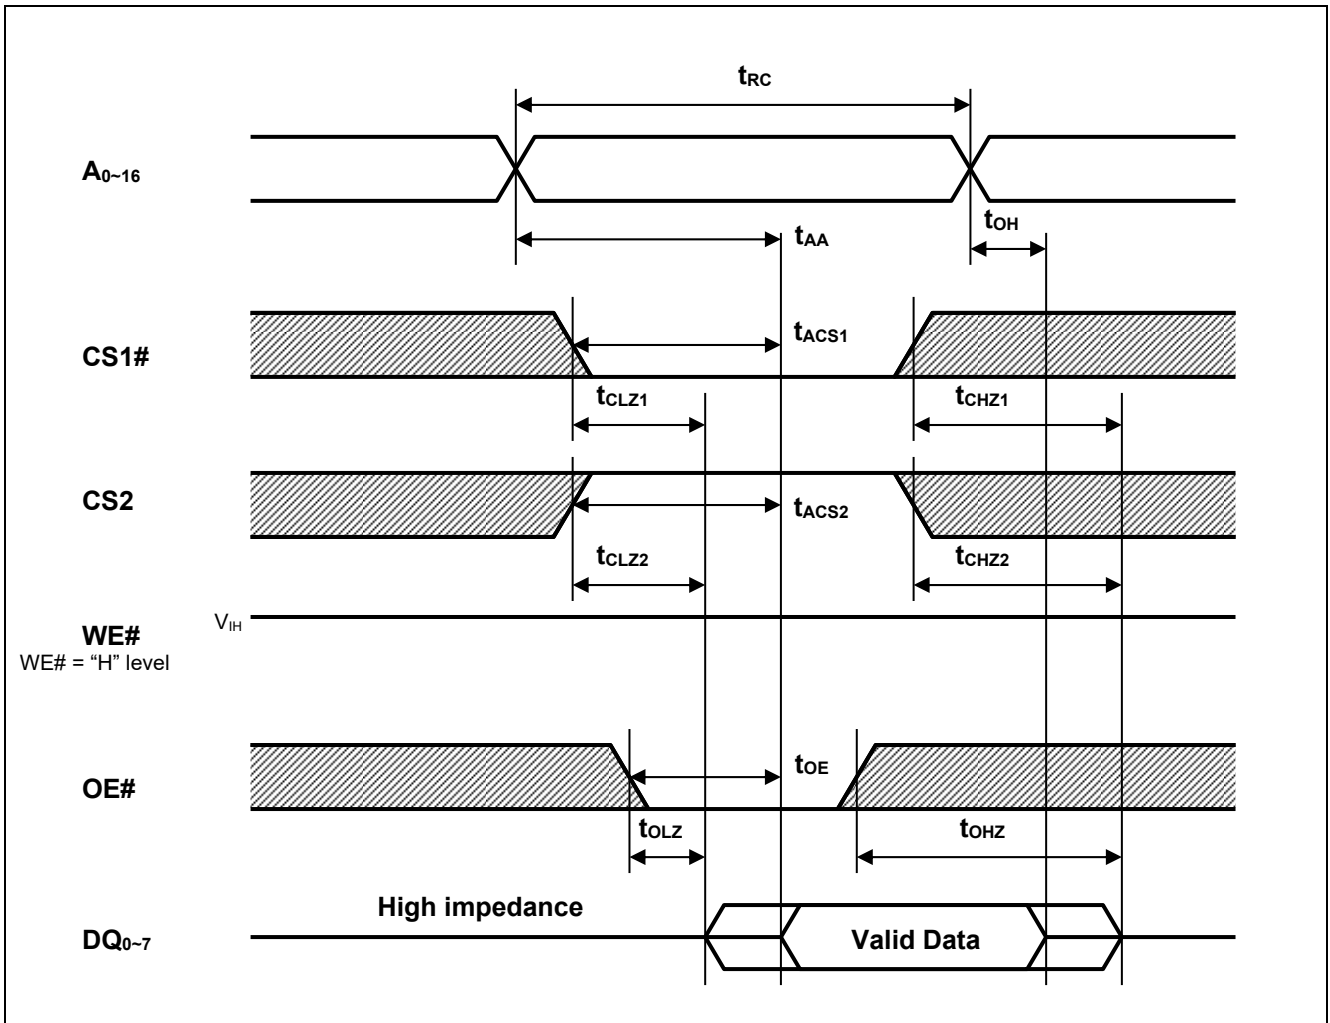 tRC
A0~16
tOH
tAA
tACS1
CS1#
tCLZ1
tCHZ1
CS2
tACS2
tCLZ2
tCHZ2
VIH
WE#
WE# = “H” level
tOE
OE#
tOLZ
tOHZ
High impedance
DQ0~7
Valid Data